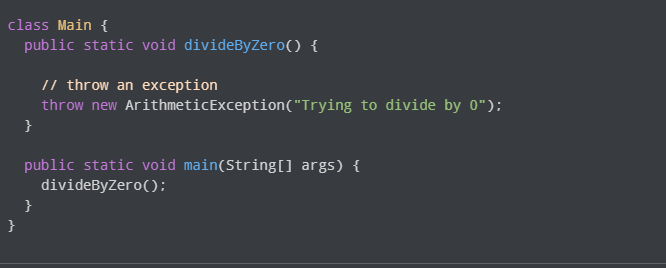 class Main {
  public static void divideByZero() {
    // throw an exception
    throw new ArithmeticException("Trying to divide by 0");
  }
  public static void main(String[] args) {
    divideByZero();
  }
}